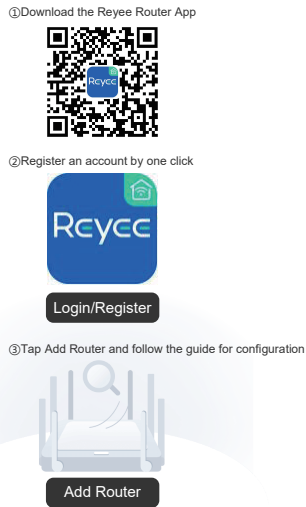 ①Download the Reyee Router App
Reyee
②Register an account by one click
Reyee
Login/Register
③Tap Add Router and follow the guide for configuration
Add Router